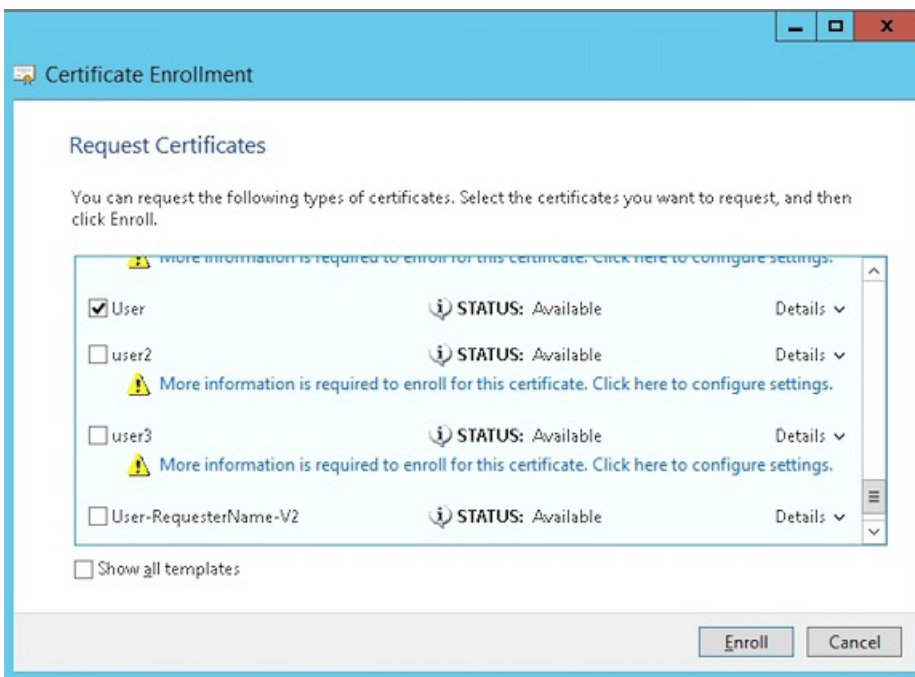 Certificate Enrollment
Request Certificates
You can request the following types of certificates. Select the certificates you want to request, and then
click Enroll.
More information is required to enroll for this certificate. Click here to configure settings.
User STATUS: Available Details
user2 STATUS: Available Details
More information is required to enroll for this certificate. Click here to configure settings.
user3 STATUS: Available Details
More information is required to enroll for this certificate. Click here to configure settings.
User-RequesterName-V2 STATUS: Available Details
Show all templates
Enroll Cancel